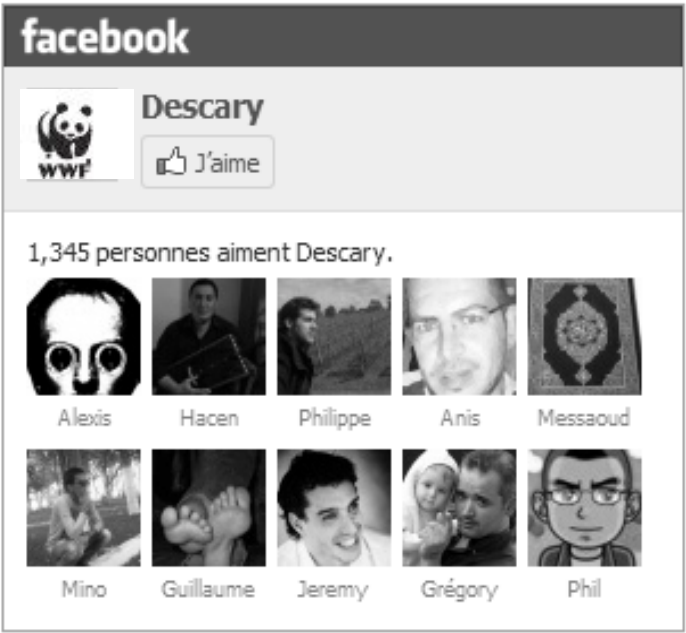 facebook
Descary
WWF
J'aime
1,345 personnes aiment Descary.
Alexis Hacen Philippe Anis Messaoud
Mino Guillaume Jeremy Grégory Phil